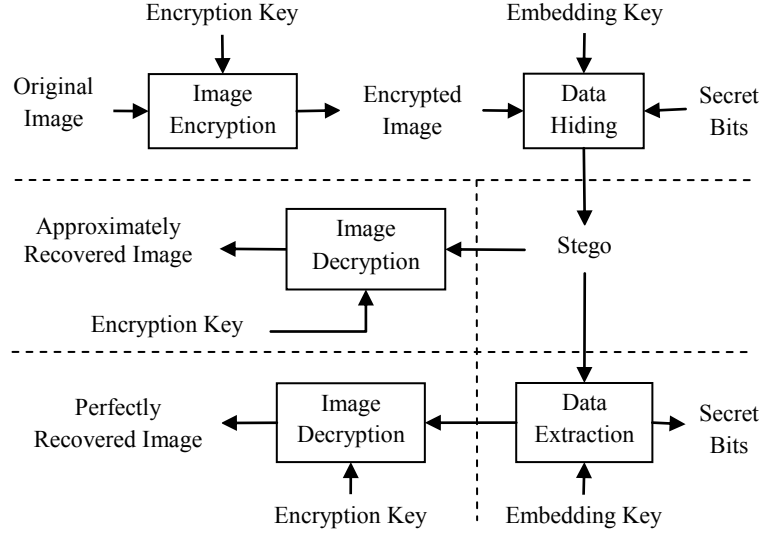 Encryption Key
Embedding Key
Original
Image
Image
Encryption
Encrypted
Image
Data
Hiding
Secret
Bits
Approximately
Recovered Image
Image
Decryption
Stego
Encryption Key
Perfectly
Recovered Image
Image
Decryption
Data
Extraction
Secret
Bits
Encryption Key
Embedding Key